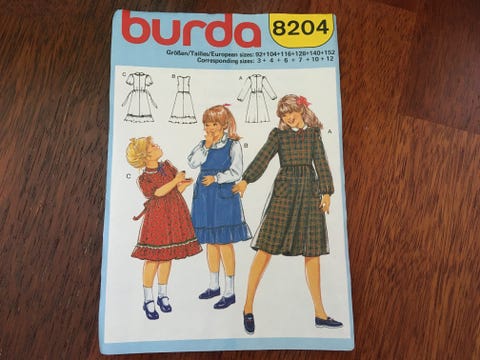 burda
8204
Größen/Tailles/European sizes: 92+104+116+128+140+152
Corresponding sizes: 3 + 4 + 6 + 7 + 10 + 12
C
B
A
A
B
C